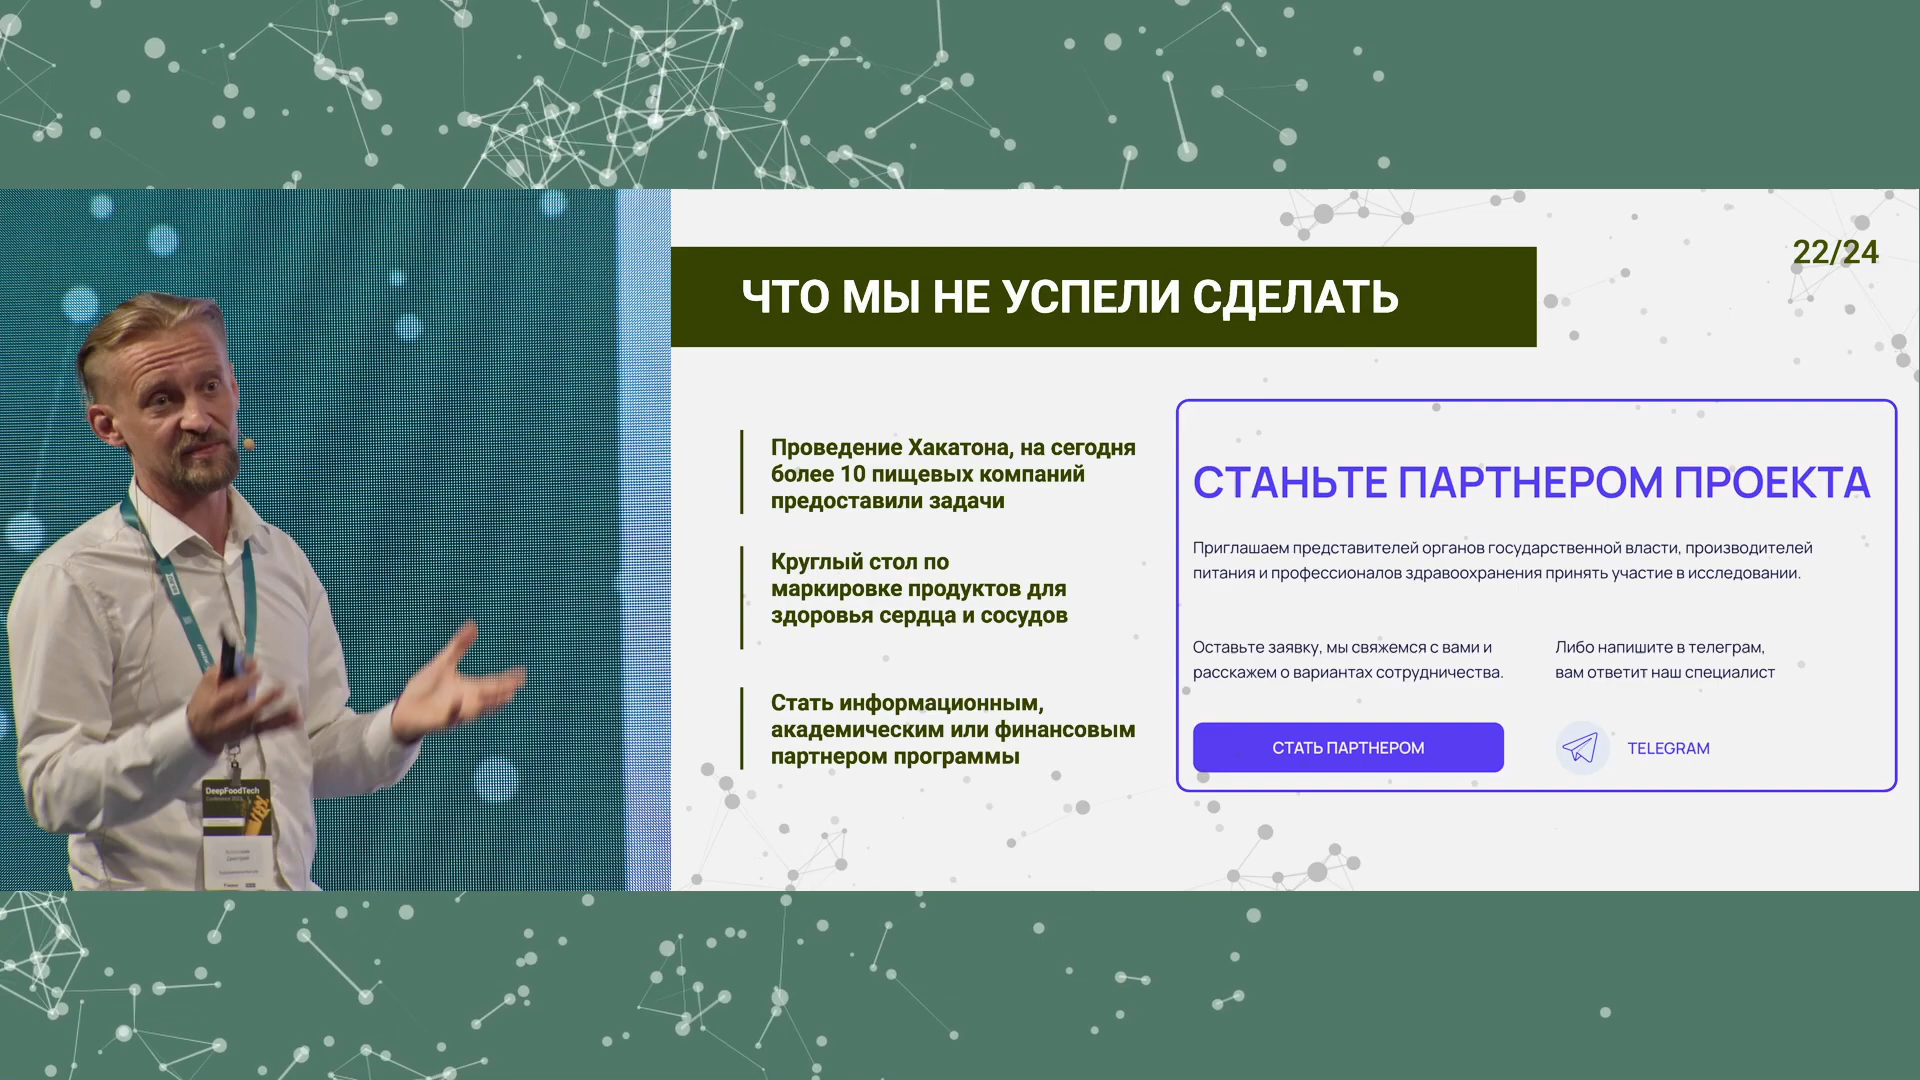 22/24
ЧТО МЫ НЕ УСПЕЛИ СДЕЛАТЬ
Проведение Хакатона, на сегодня
более 10 пищевых компаний
предоставили задачи
Круглый стол по
маркировке продуктов для
здоровья сердца и сосудов
Стать информационным,
академическим или финансовым
партнером программы
СТАНЬТЕ ПАРТНЕРОМ ПРОЕКТА
Приглашаем представителей органов государственной власти, производителей
питания и профессионалов здравоохранения принять участие в исследовании.
Оставьте заявку, мы свяжемся с вами и
расскажем о вариантах сотрудничества.
СТАТЬ ПАРТНЕРОМ
Либо напишите в телеграм,
вам ответит наш специалист
TELEGRAM
DeepFoodTech